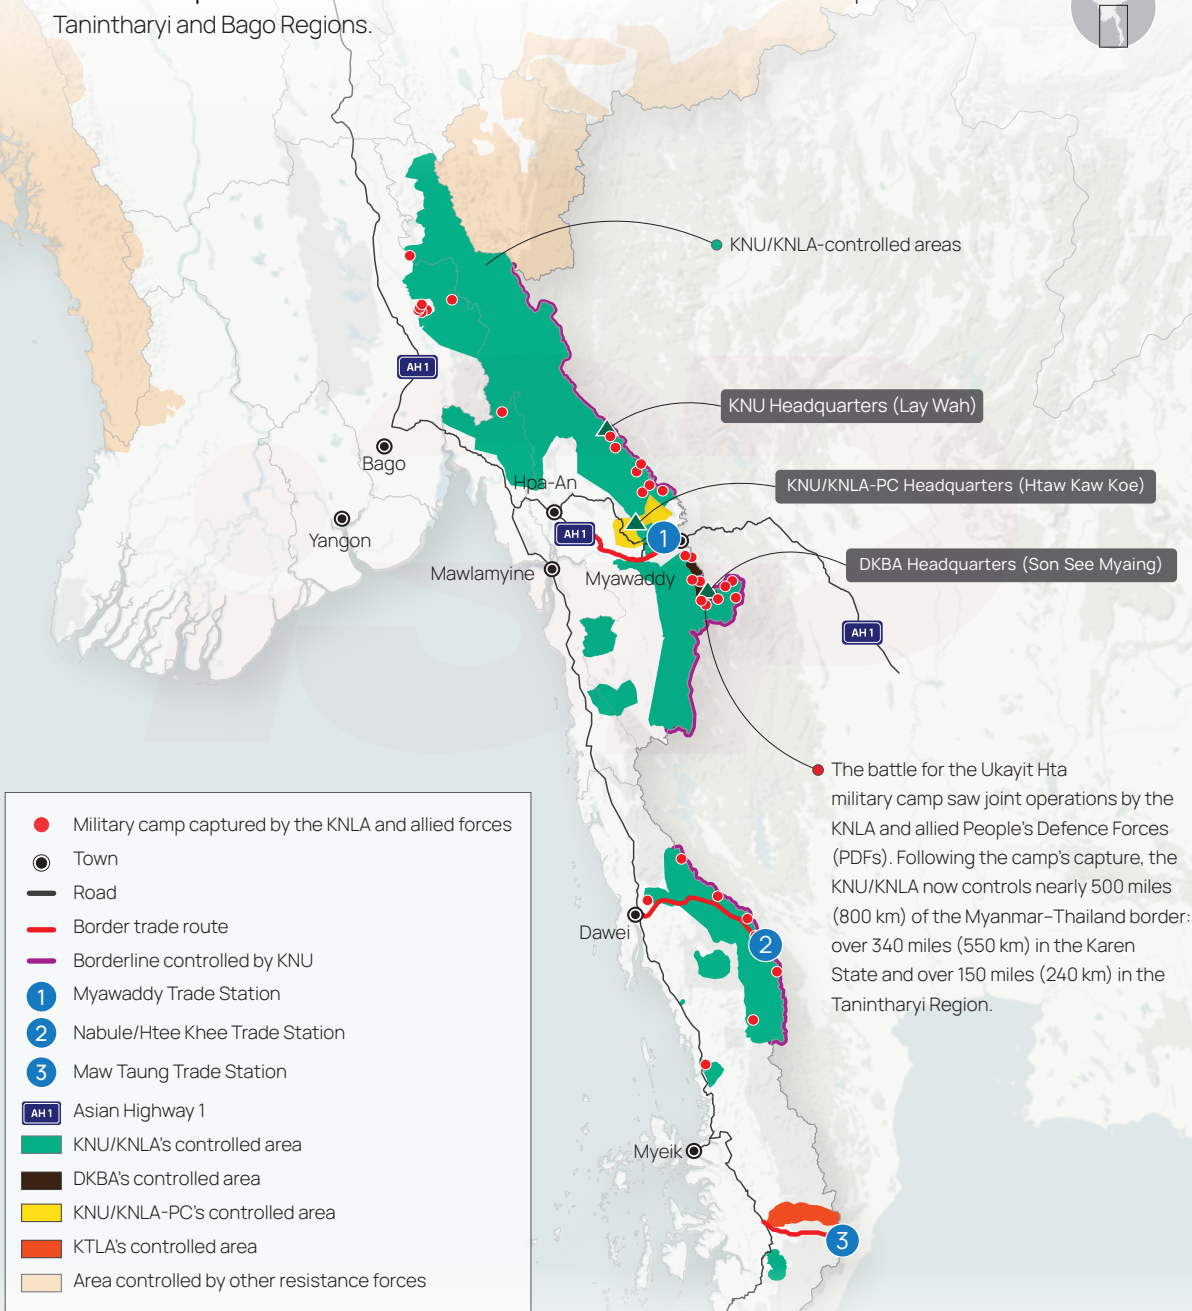 Tanintharyi and Bago Regions.
KNU/KNLA-controlled areas
AH 1
KNU Headquarters (Lay Wah)
Bago
KNU/KNLA-PC Headquarters (Htaw Kaw Koe)
Hpa-An
Yangon
AH 1
1
DKBA Headquarters (Son See Myaing)
Mawlamyine
Myawaddy
AH 1
The battle for the Ukayit Hta
military camp saw joint operations by the
KNLA and allied People's Defence Forces
(PDFs). Following the camp's capture, the
KNU/KNLA now controls nearly 500 miles
(800 km) of the Myanmar–Thailand border:
over 340 miles (550 km) in the Karen
State and over 150 miles (240 km) in the
Tanintharyi Region.
Dawei
2
Myeik
3
Military camp captured by the KNLA and allied forces
Town
Road
Border trade route
Borderline controlled by KNU
1 Myawaddy Trade Station
2 Nabule/Htee Khee Trade Station
3 Maw Taung Trade Station
AH 1 Asian Highway 1
KNU/KNLA's controlled area
DKBA's controlled area
KNU/KNLA-PC's controlled area
KTLA's controlled area
Area controlled by other resistance forces